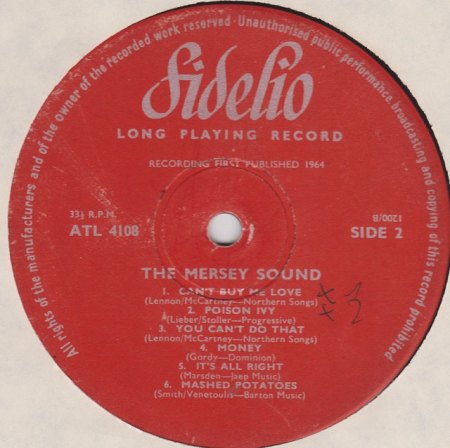 All rights of the manufacturers and of the owner of the recorded work reserved - Unauthorised public performance, broadcasting and copying of this record prohibited
Fidelio
LONG PLAYING RECORD
RECORDING FIRST PUBLISHED 1964
33⅓ R.P.M.
ATL 4108
1200/B
SIDE 2
THE MERSEY SOUND
1. CAN'T BUY ME LOVE
(Lennon/McCartney—Northern Songs)
2. POISON IVY
(Lieber/Stoller—Progressive)
3. YOU CAN'T DO THAT
(Lennon/McCartney—Northern Songs)
4. MONEY
(Gordy—Dominion)
5. IT'S ALL RIGHT
(Marsden—Jaep Music)
6. MASHED POTATOES
(Smith/Venetoulis—Barton Music)